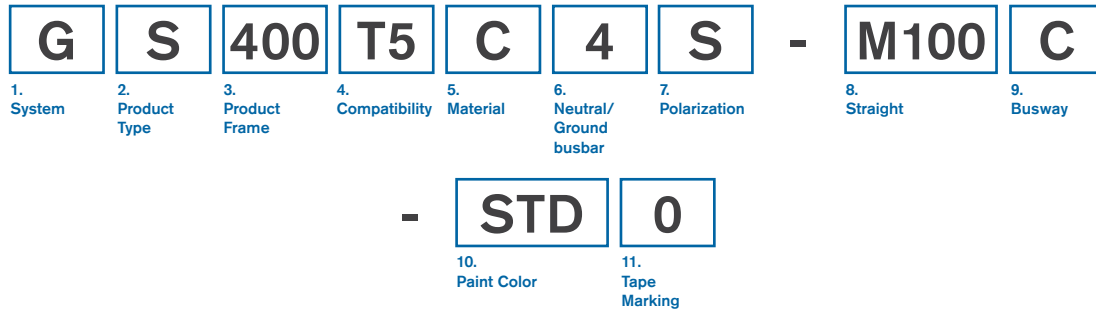 G S 400 T5 C 4 S - M100 C
1. 2. 3. 4. 5. 6. 7. 8. 9.
System Product Product Compatibility Material Neutral/ Polarization Straight Busway
Type Frame Ground
busbar
- STD 0
10. 11.
Paint Color Tape
Marking